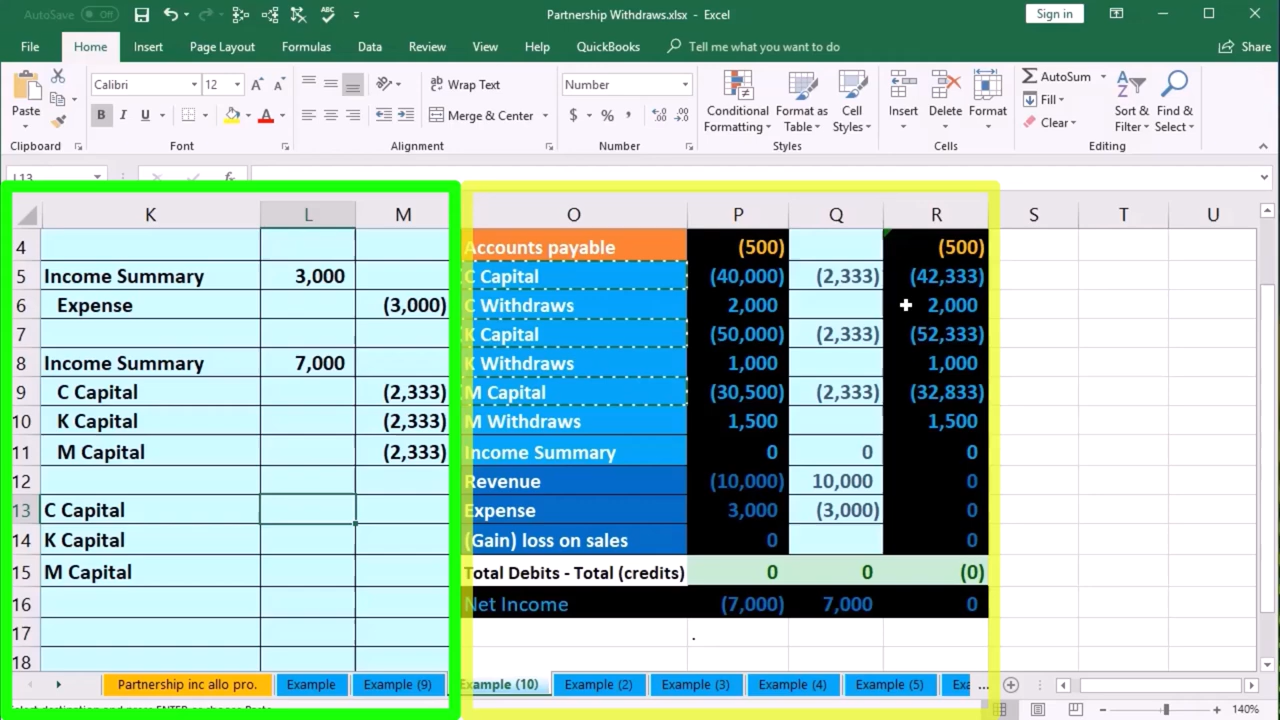 AutoSave Off Partnership Withdraws.xlsx - Excel Sign in
File Home Insert Page Layout Formulas Data Review View Help QuickBooks Tell me what you want to do Share
Calibri 12 Wrap Text Number AutoSum
Paste B I U Merge & Center $ % Conditional Formatting Format as Table Cell Styles Insert Delete Format Fill Clear Sort & Filter Find & Select
Clipboard Font Alignment Number Styles Cells Editing
L13 fx
K L M O P Q R S T U
4 Accounts payable (500) (500)
5 Income Summary 3,000 C Capital (40,000) (2,333) (42,333)
6 Expense (3,000) C Withdraws 2,000 2,000
7 K Capital (50,000) (2,333) (52,333)
8 Income Summary 7,000 K Withdraws 1,000 1,000
9 C Capital (2,333) M Capital (30,500) (2,333) (32,833)
10 K Capital (2,333) M Withdraws 1,500 1,500
11 M Capital (2,333) Income Summary 0 0 0
12 Revenue (10,000) 10,000 0
13 C Capital Expense 3,000 (3,000) 0
14 K Capital (Gain) loss on sales 0 0
15 M Capital Total Debits - Total (credits) 0 0 (0)
16 Net Income (7,000) 7,000 0
17 .
18
Partnership inc allo pro. Example Example (9) Example (10) Example (2) Example (3) Example (4) Example (5) Exa ...
140%